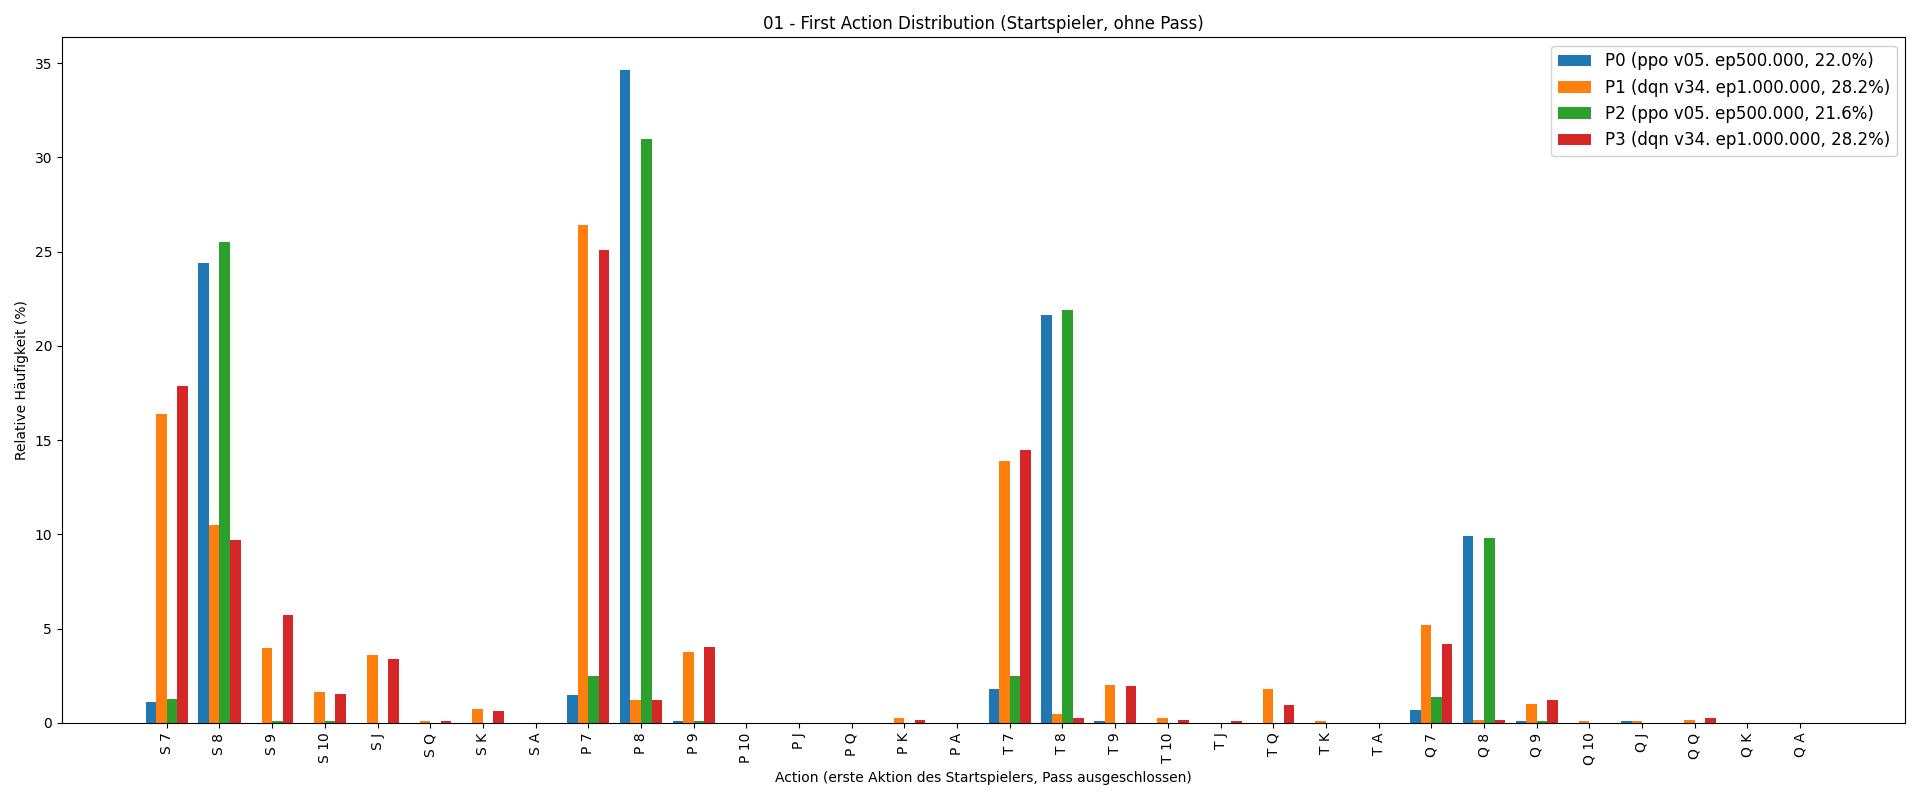 01 - First Action Distribution (Startspieler, ohne Pass)
P0 (ppo v05. ep500.000, 22.0%)
P1 (dqn v34. ep1.000.000, 28.2%)
P2 (ppo v05. ep500.000, 21.6%)
P3 (dqn v34. ep1.000.000, 28.2%)
Relative Häufigkeit (%)
35
30
25
20
15
10
5
0
S 7
S 8
S 9
S 10
S J
S Q
S K
S A
P 7
P 8
P 9
P 10
P J
P Q
P K
P A
T 7
T 8
T 9
T 10
T J
T Q
T K
T A
Q 7
Q 8
Q 9
Q 10
Q J
Q Q
Q K
Q A
Action (erste Aktion des Startspielers, Pass ausgeschlossen)